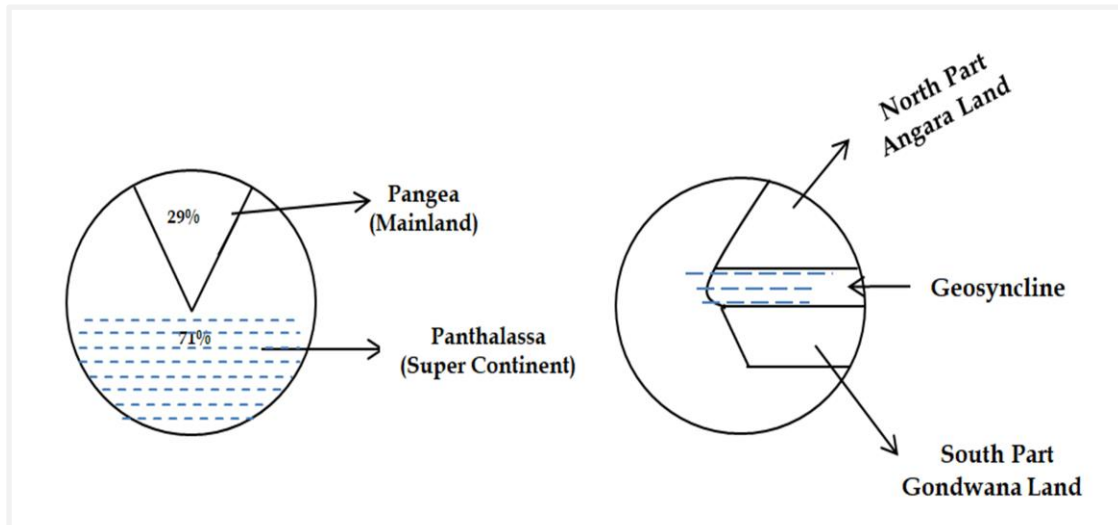 29%
Pangea
(Mainland)
71%
Panthalassa
(Super Continent)
North Part
Angara Land
Geosyncline
South Part
Gondwana Land